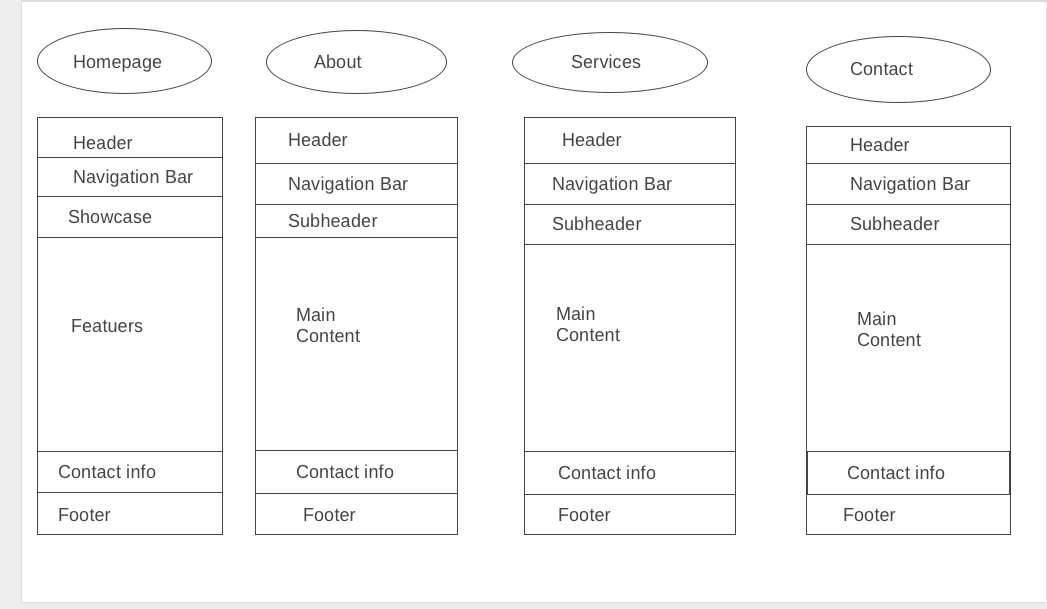 Homepage
About
Services
Contact
Header
Navigation Bar
Showcase
Featuers
Contact info
Footer
Header
Navigation Bar
Subheader
Main
Content
Contact info
Footer
Header
Navigation Bar
Subheader
Main
Content
Contact info
Footer
Header
Navigation Bar
Subheader
Main
Content
Contact info
Footer